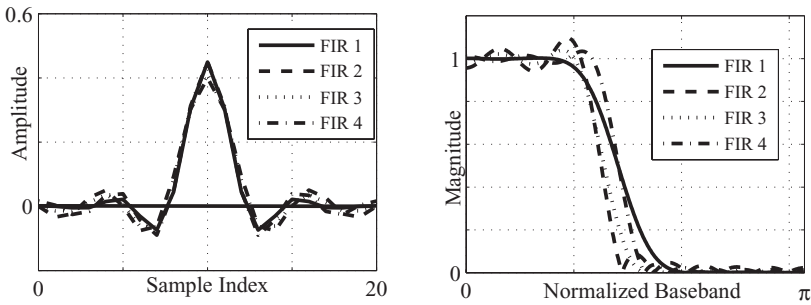 0.6
Amplitude
0
0
Sample Index
20
FIR 1
FIR 2
FIR 3
FIR 4
1
Magnitude
0
0
Normalized Baseband
π
FIR 1
FIR 2
FIR 3
FIR 4